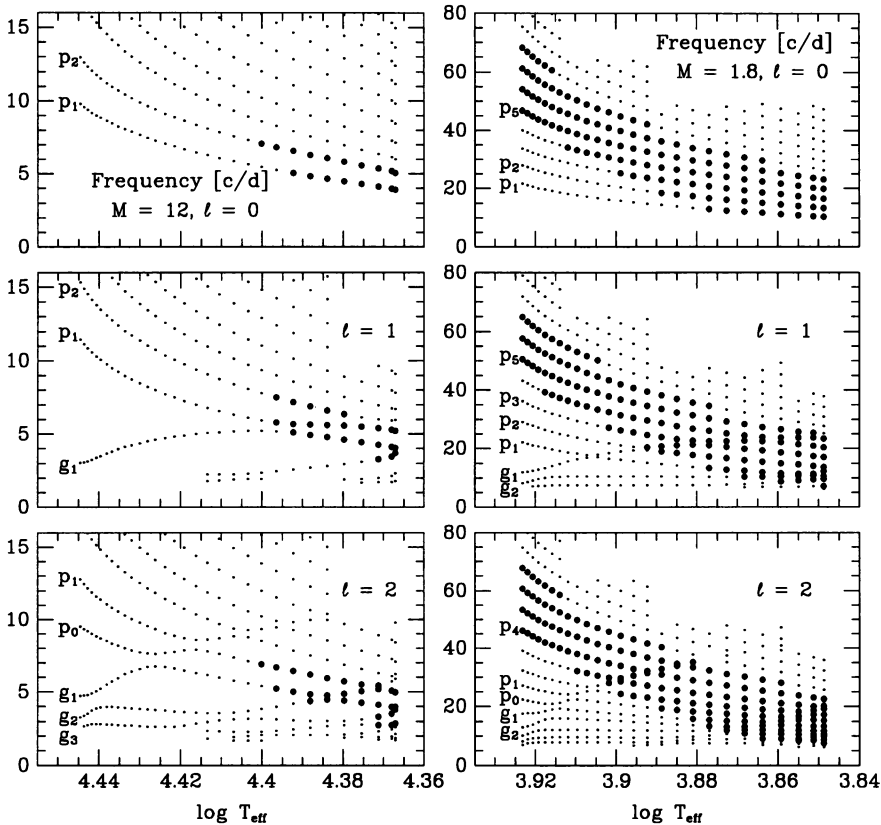 15
10
5
0
p₂
p₁
Frequency [c/d]
M = 12, ℓ = 0
80
60
40
20
0
p₅
p₂
p₁
Frequency [c/d]
M = 1.8, ℓ = 0
15
10
5
0
p₂
p₁
g₁
ℓ = 1
80
60
40
20
0
p₅
p₃
p₂
p₁
g₁
g₂
ℓ = 1
15
10
5
0
p₁
p₀
g₁
g₂
g₃
ℓ = 2
4.44 4.42 4.4 4.38 4.36
log T_eff
80
60
40
20
0
p₄
p₁
p₀
g₁
g₂
ℓ = 2
3.92 3.9 3.88 3.86 3.84
log T_eff